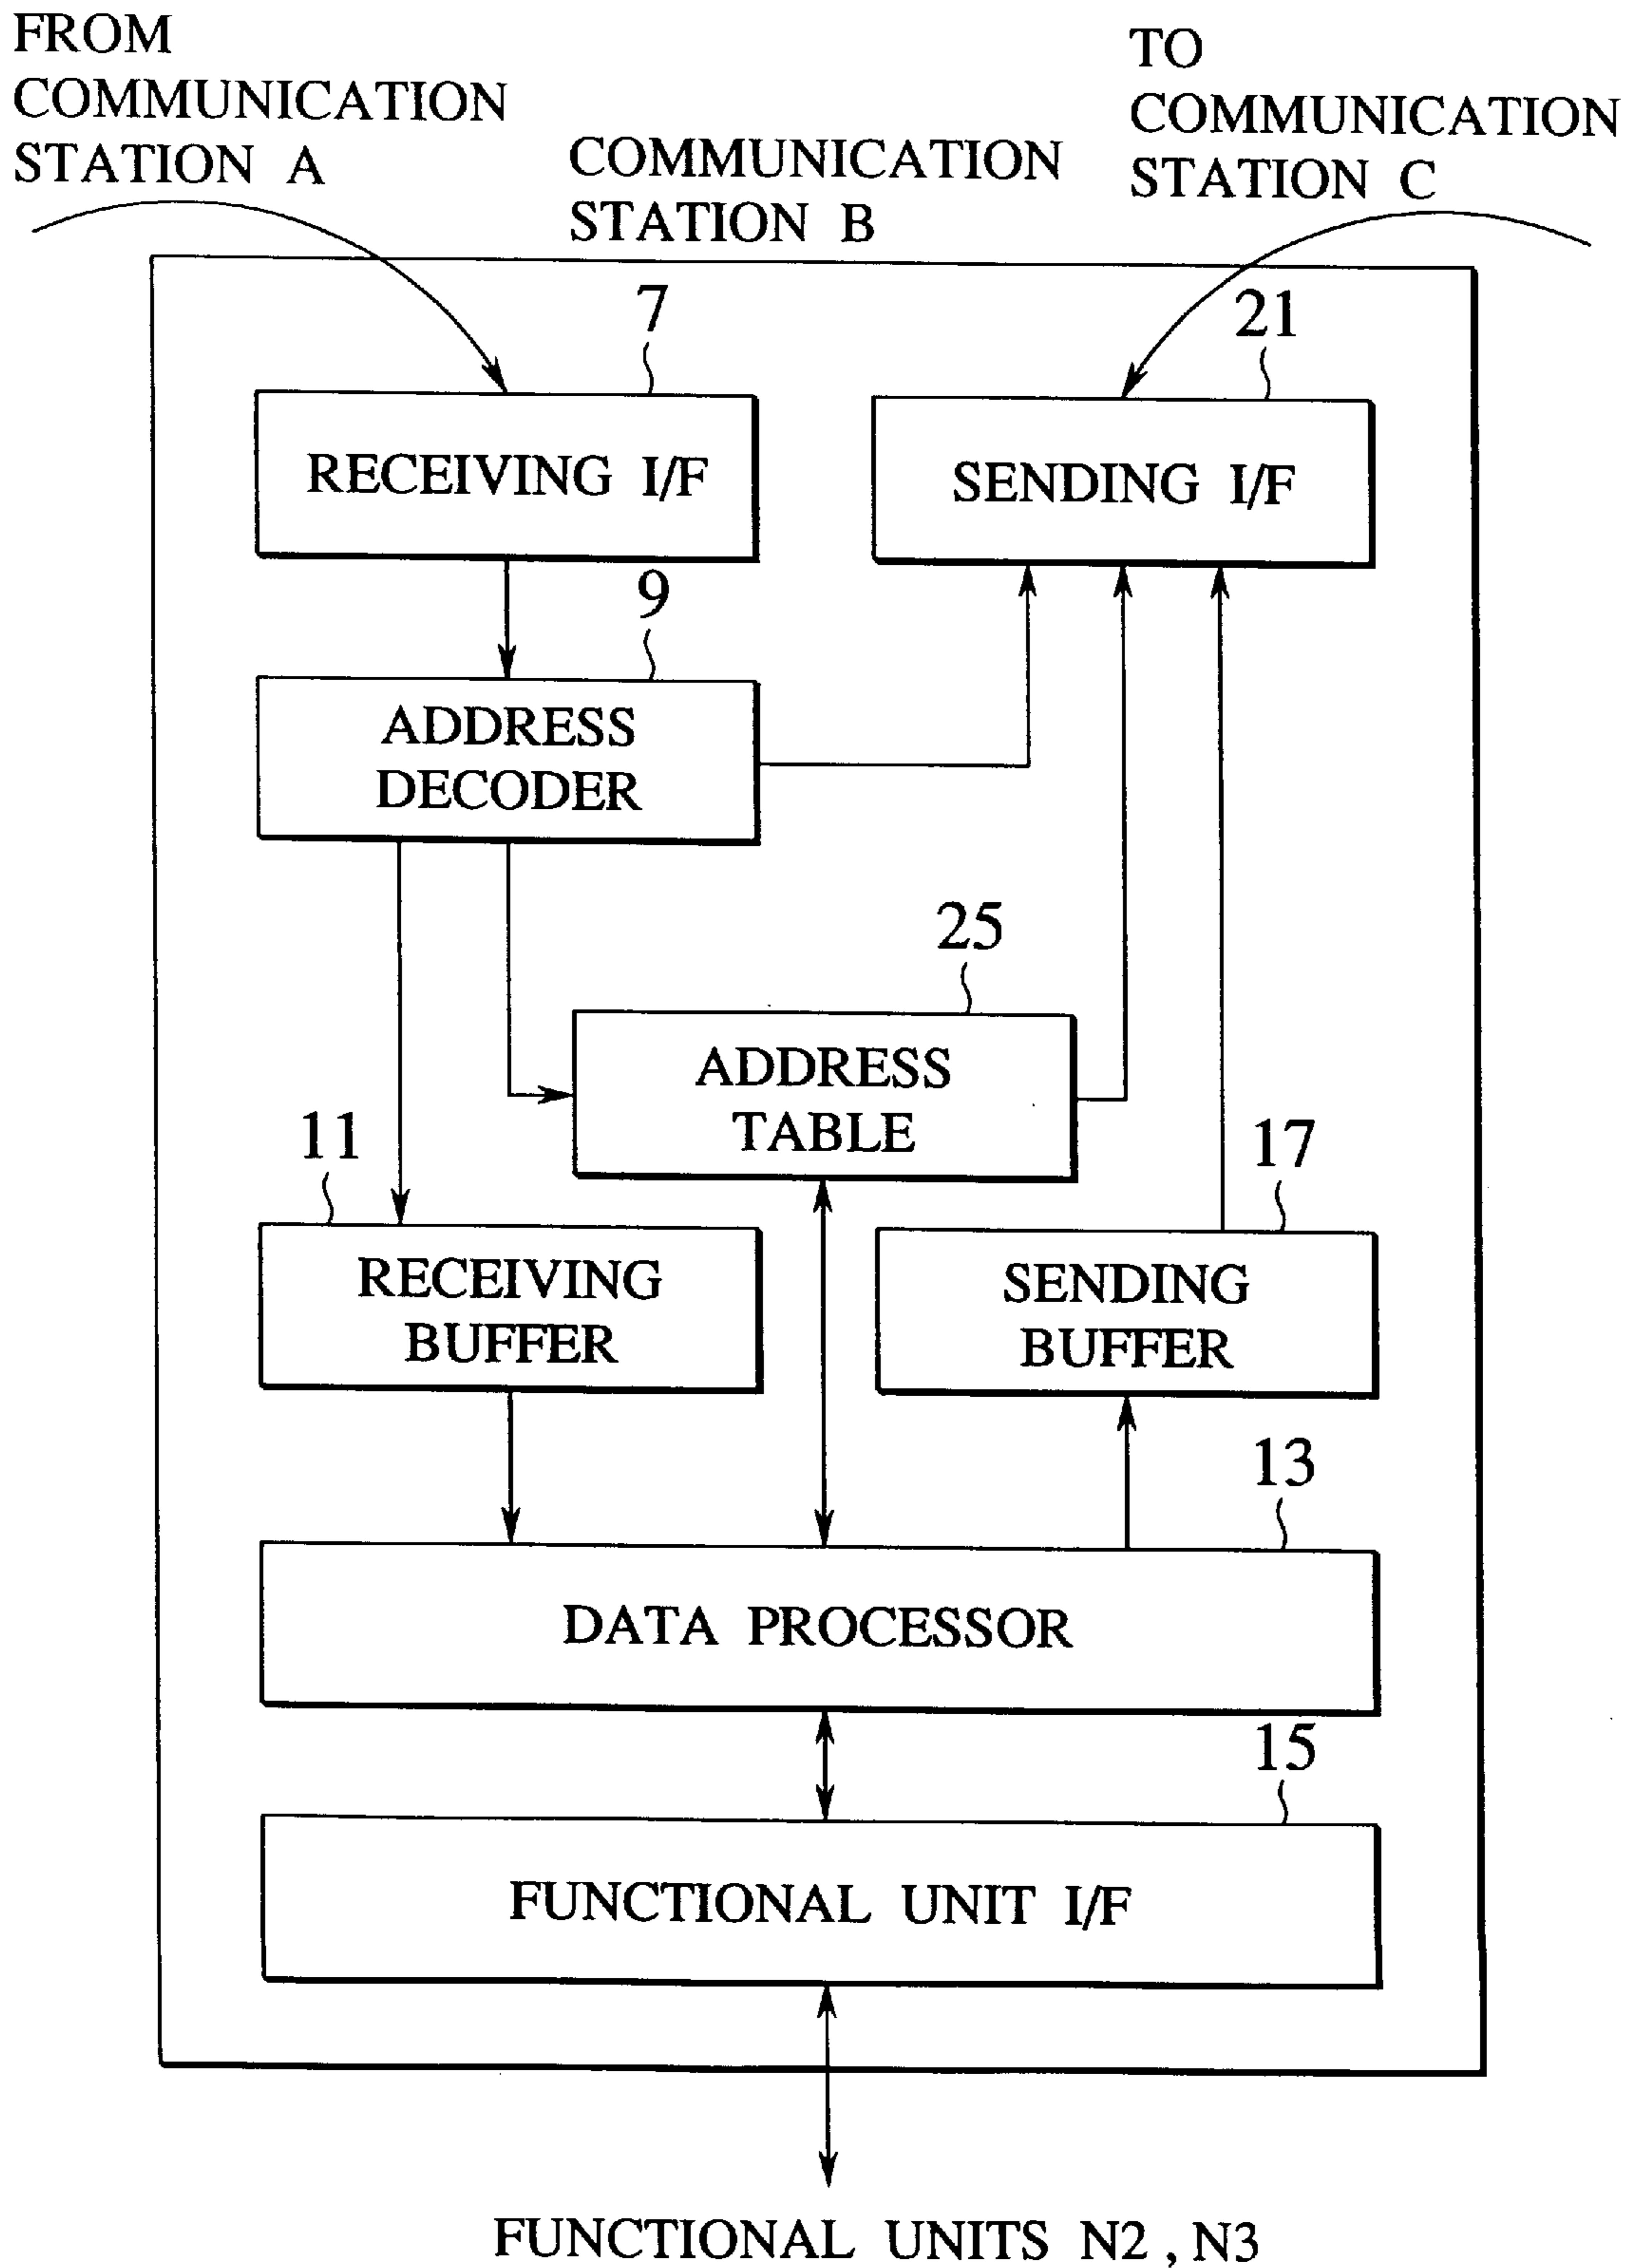 FROM
COMMUNICATION
STATION A
TO
COMMUNICATION
STATION C
COMMUNICATION
STATION B
7
21
RECEIVING I/F
SENDING I/F
9
ADDRESS
DECODER
25
ADDRESS
TABLE
11
17
RECEIVING
BUFFER
SENDING
BUFFER
13
DATA PROCESSOR
15
FUNCTIONAL UNIT I/F
FUNCTIONAL UNITS N2 , N3